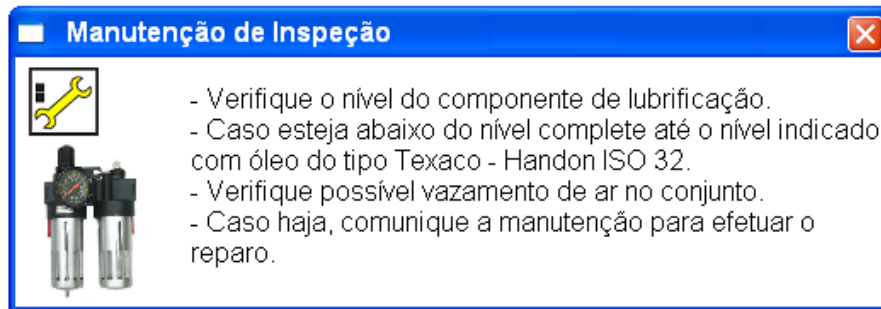 Manutenção de Inspeção
- Verifique o nível do componente de lubrificação.
- Caso esteja abaixo do nível complete até o nível indicado
com óleo do tipo Texaco - Handon ISO 32.
- Verifique possível vazamento de ar no conjunto.
- Caso haja, comunique a manutenção para efetuar o
reparo.